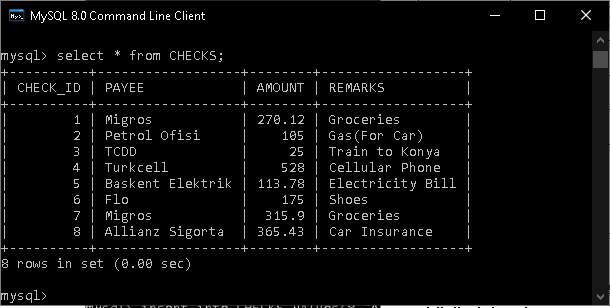 MySQL 8.0 Command Line Client
mysql> select * from CHECKS;
+----------+------------------+--------+------------------+
| CHECK_ID | PAYEE            | AMOUNT | REMARKS          |
+----------+------------------+--------+------------------+
|        1 | Migros           | 270.12 | Groceries        |
|        2 | Petrol Ofisi     |    105 | Gas(For Car)     |
|        3 | TCDD             |     25 | Train to Konya   |
|        4 | Turkcell         |    528 | Cellular Phone   |
|        5 | Baskent Elektrik | 113.78 | Electricity Bill |
|        6 | Flo              |    175 | Shoes            |
|        7 | Migros           |  315.9 | Groceries        |
|        8 | Allianz Sigorta  | 365.43 | Car Insurance    |
+----------+------------------+--------+------------------+
8 rows in set (0.00 sec)
mysql>